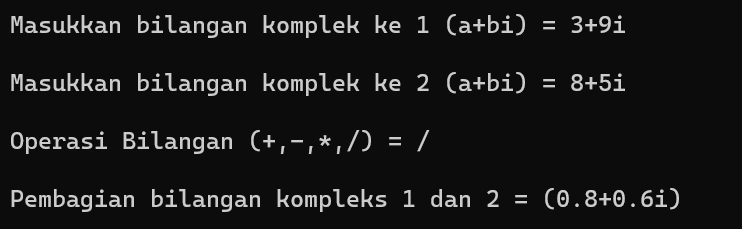 Masukkan bilangan komplek ke 1 (a+bi) = 3+9i
Masukkan bilangan komplek ke 2 (a+bi) = 8+5i
Operasi Bilangan (+,-,*,/) = /
Pembagian bilangan kompleks 1 dan 2 = (0.8+0.6i)